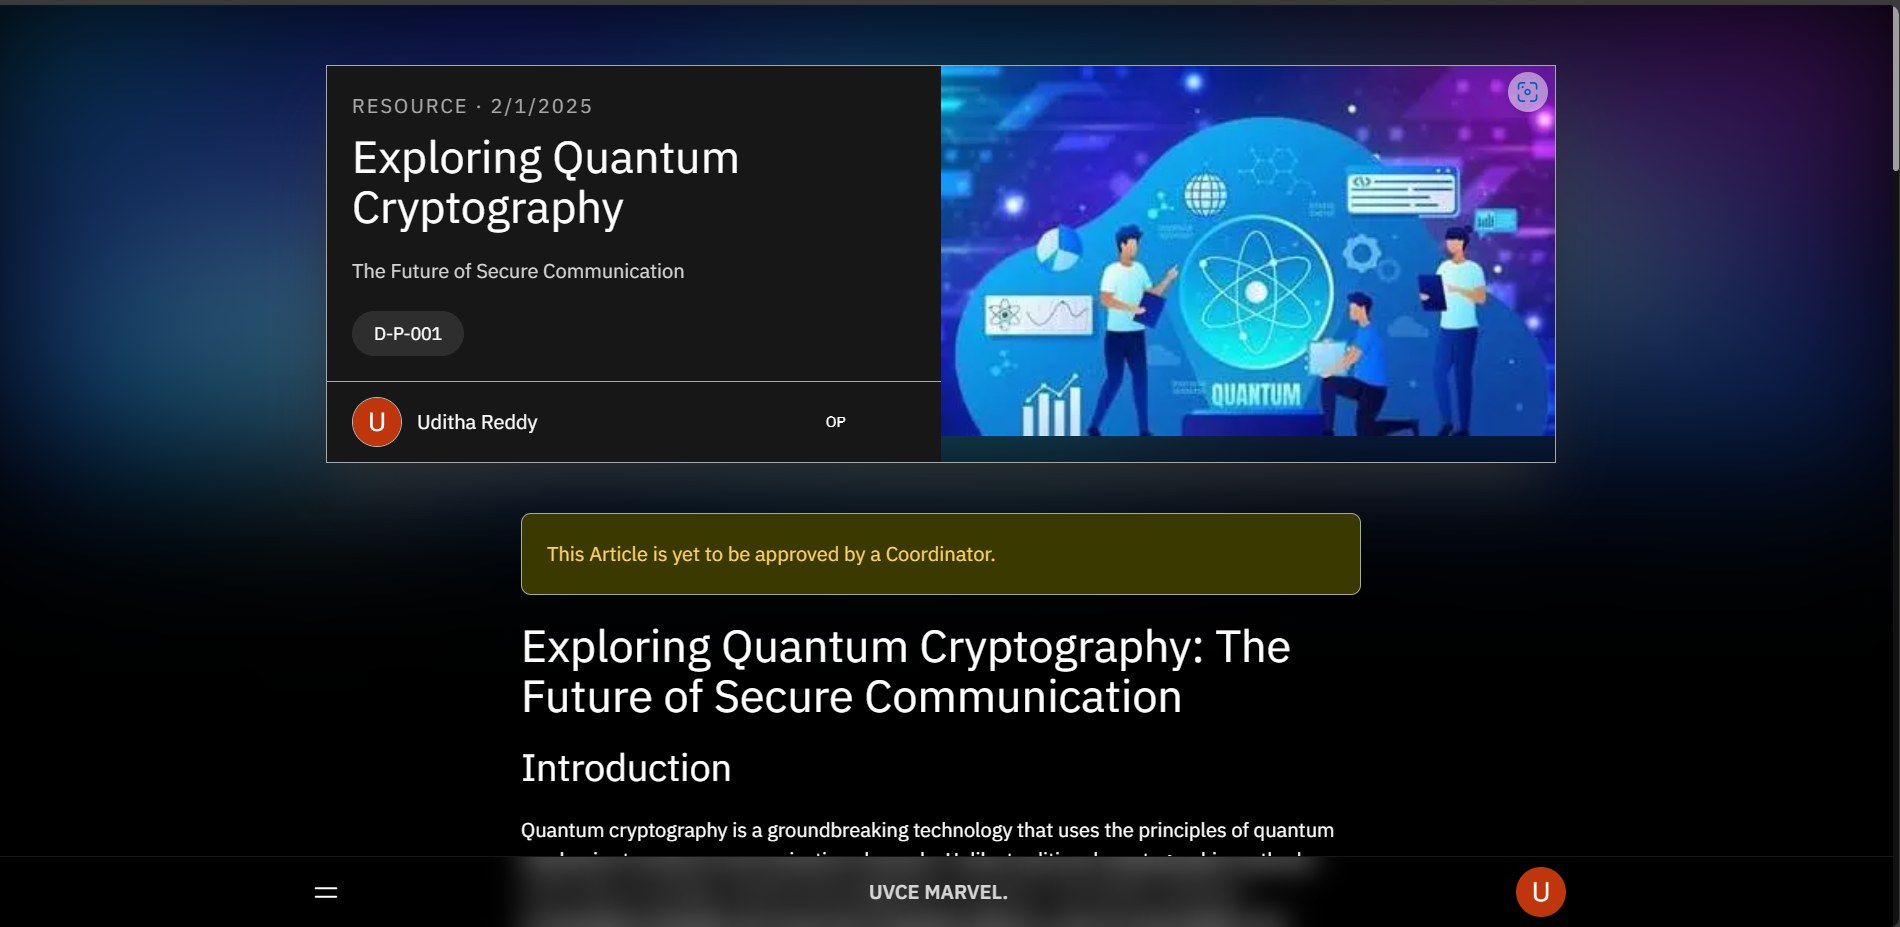 RESOURCE · 2/1/2025
Exploring Quantum
Cryptography
The Future of Secure Communication
D-P-001
U Uditha Reddy OP
QUANTUM
This Article is yet to be approved by a Coordinator.
Exploring Quantum Cryptography: The
Future of Secure Communication
Introduction
Quantum cryptography is a groundbreaking technology that uses the principles of quantum
UVCE MARVEL. U